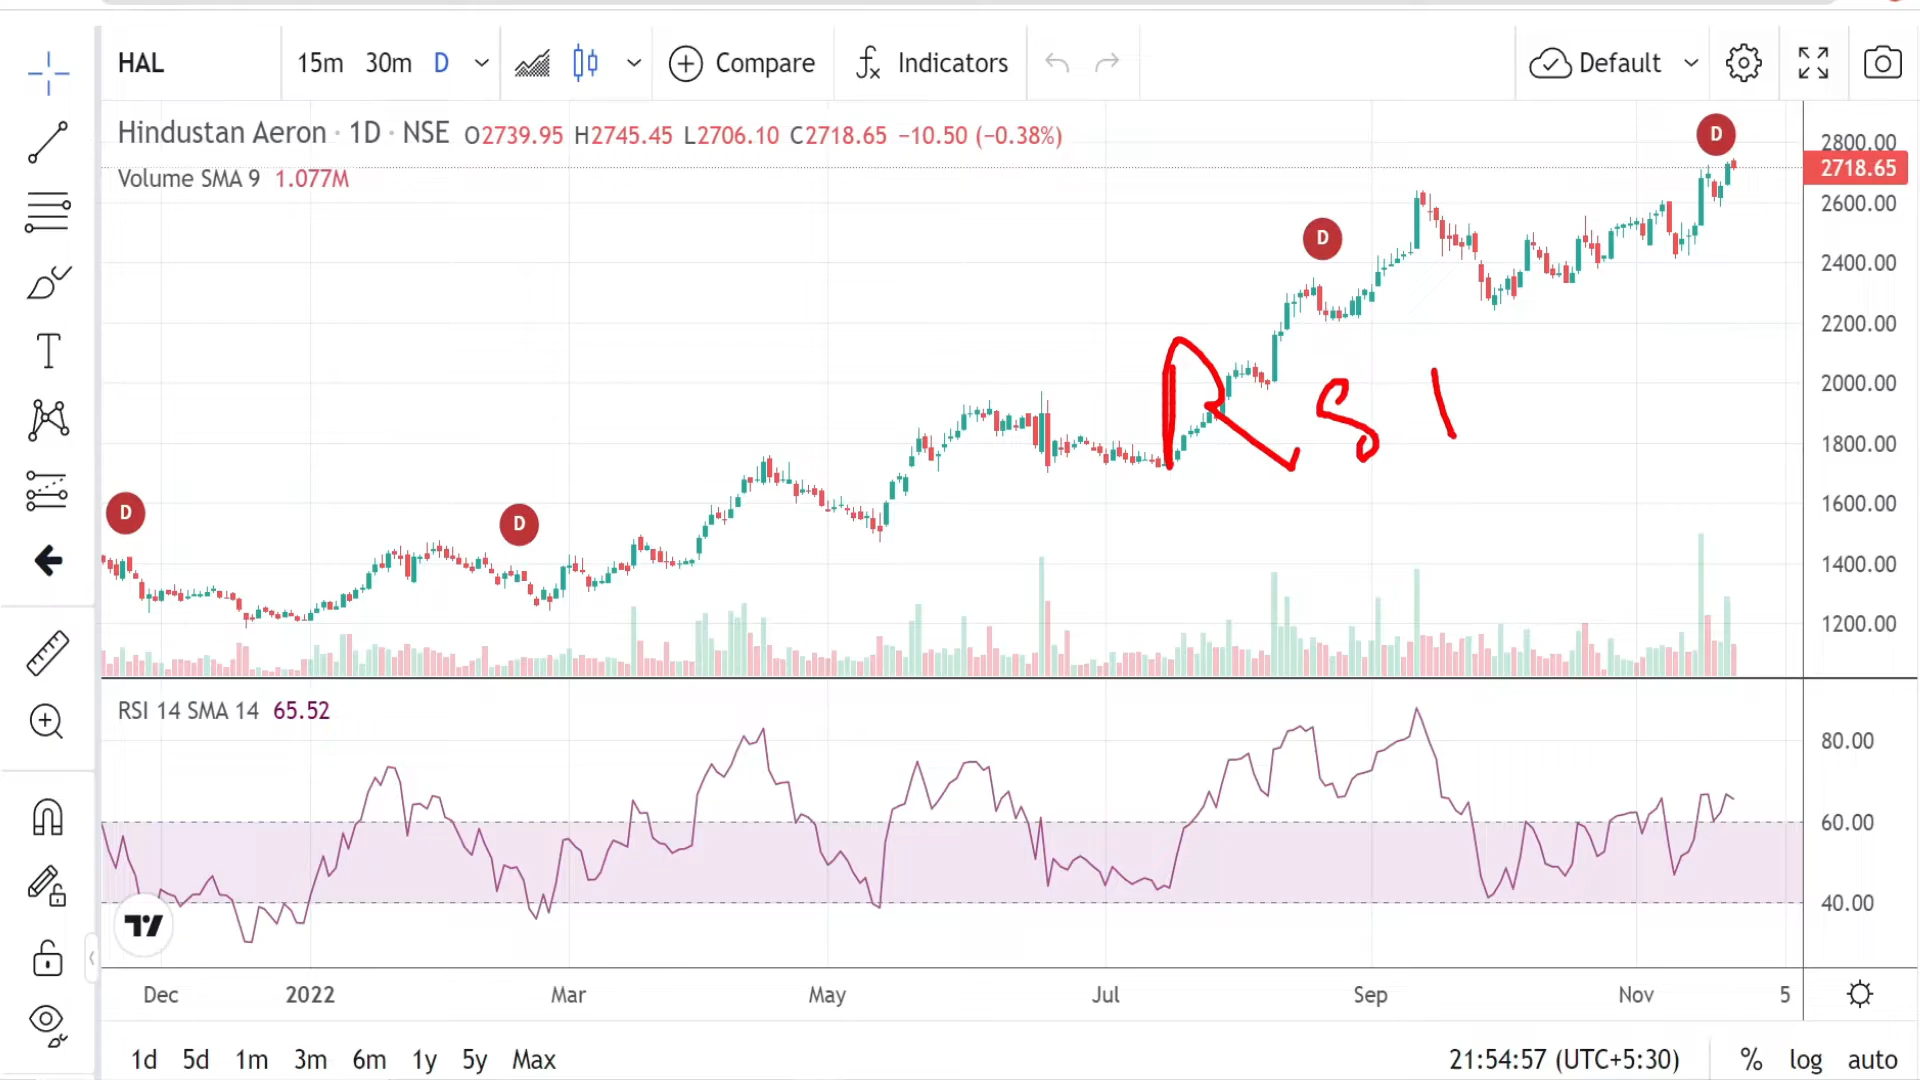 HAL 15m 30m D Compare Indicators Default
Hindustan Aeron · 1D · NSE O2739.95 H2745.45 L2706.10 C2718.65 −10.50 (−0.38%)
Volume SMA 9 1.077M
D
2800.00
2718.65
2600.00
D
2400.00
2200.00
RSI
2000.00
1800.00
1600.00
D
D
1400.00
1200.00
RSI 14 SMA 14 65.52
80.00
60.00
40.00
Dec 2022 Mar May Jul Sep Nov 5
1d 5d 1m 3m 6m 1y 5y Max 21:54:57 (UTC+5:30) % log auto